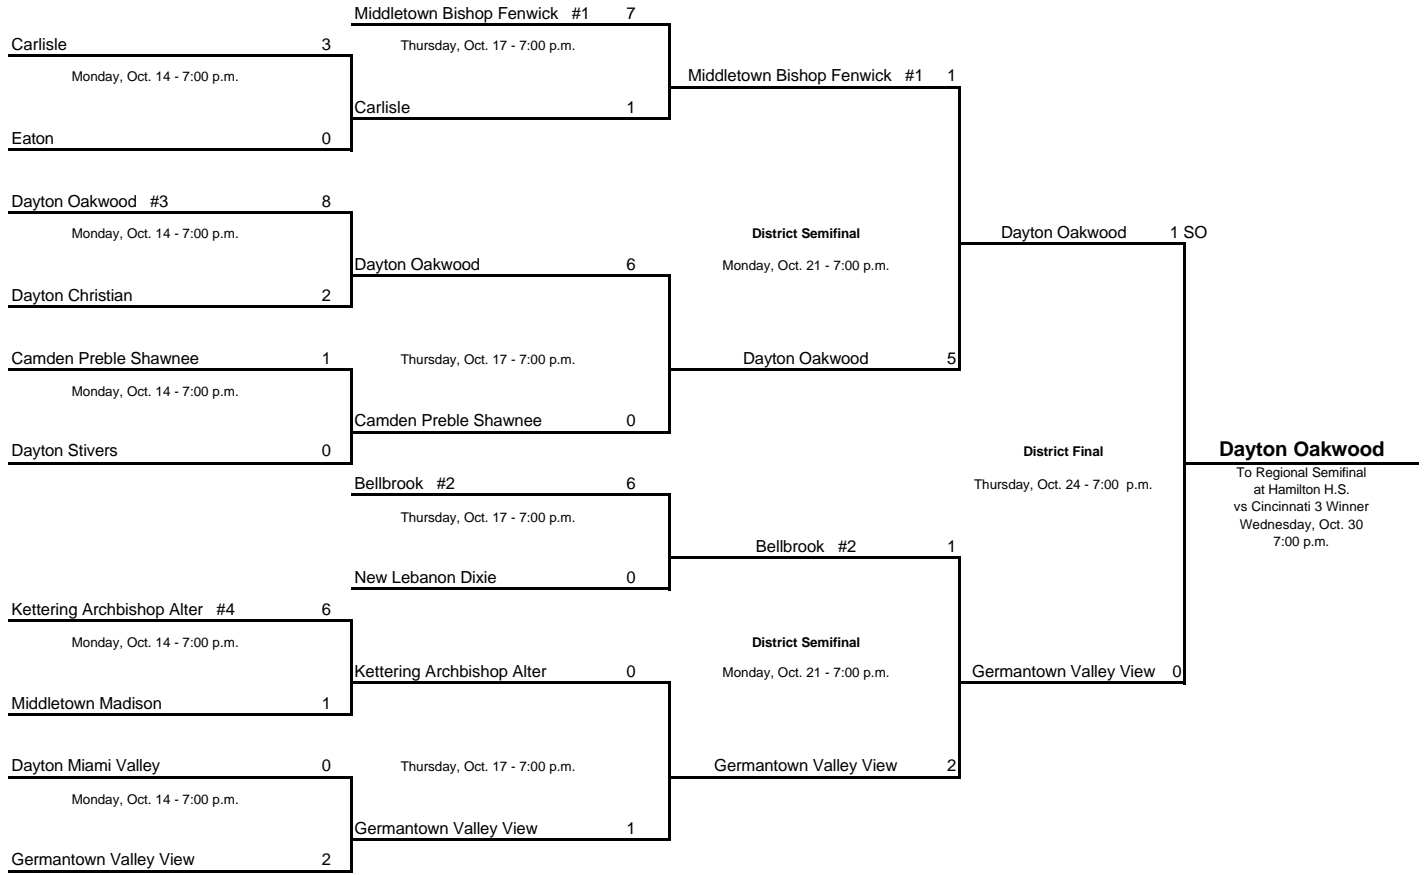 Middletown Bishop Fenwick #1 7
Carlisle 3
Thursday, Oct. 17 - 7:00 p.m.
Monday, Oct. 14 - 7:00 p.m.
Middletown Bishop Fenwick #1 1
Carlisle 1
Eaton 0
Dayton Oakwood #3 8
Monday, Oct. 14 - 7:00 p.m.
District Semifinal
Dayton Oakwood 1 SO
Dayton Oakwood 6
Monday, Oct. 21 - 7:00 p.m.
Dayton Christian 2
Camden Preble Shawnee 1
Thursday, Oct. 17 - 7:00 p.m.
Dayton Oakwood 5
Monday, Oct. 14 - 7:00 p.m.
Camden Preble Shawnee 0
Dayton Stivers 0
District Final
Dayton Oakwood
To Regional Semifinal
at Hamilton H.S.
vs Cincinnati 3 Winner
Wednesday, Oct. 30
7:00 p.m.
Bellbrook #2 6
Thursday, Oct. 24 - 7:00 p.m.
Thursday, Oct. 17 - 7:00 p.m.
Bellbrook #2 1
New Lebanon Dixie 0
Kettering Archbishop Alter #4 6
Monday, Oct. 14 - 7:00 p.m.
District Semifinal
Kettering Archbishop Alter 0
Monday, Oct. 21 - 7:00 p.m.
Germantown Valley View 0
Middletown Madison 1
Dayton Miami Valley 0
Thursday, Oct. 17 - 7:00 p.m.
Germantown Valley View 2
Monday, Oct. 14 - 7:00 p.m.
Germantown Valley View 1
Germantown Valley View 2